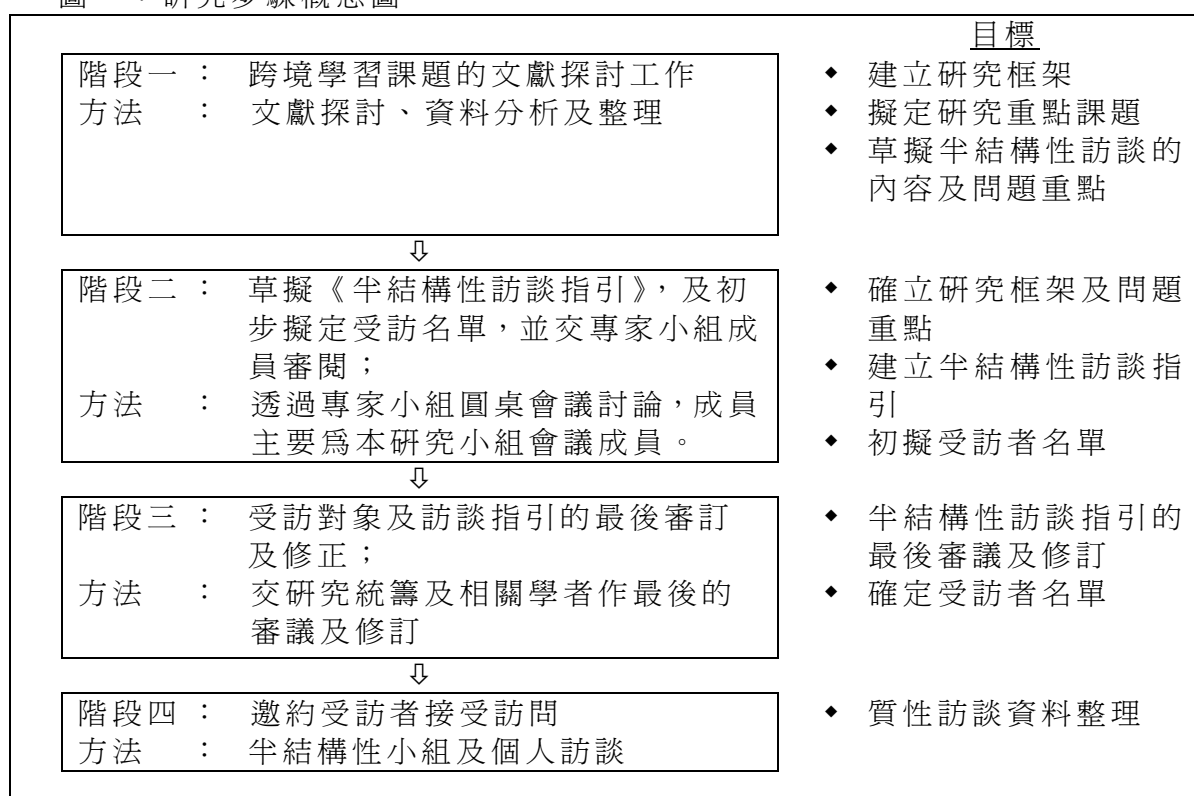 研究步驟概念圖
目標
階段一： 跨境學習課題的文獻探討工作
方法 ： 文獻探討、資料分析及整理
◆ 建立研究框架
◆ 擬定研究重點課題
◆ 草擬半結構性訪談的
內容及問題重點
⇩
階段二： 草擬《半結構性訪談指引》，及初
步擬定受訪名單，並交專家小組成
員審閱；
方法 ： 透過專家小組圓桌會議討論，成員
主要為本研究小組會議成員。
◆ 確立研究框架及問題
重點
◆ 建立半結構性訪談指
引
◆ 初擬受訪者名單
⇩
階段三： 受訪對象及訪談指引的最後審訂
及修正；
方法 ： 交研究統籌及相關學者作最後的
審議及修訂
◆ 半結構性訪談指引的
最後審議及修訂
◆ 確定受訪者名單
⇩
階段四： 邀約受訪者接受訪問
方法 ： 半結構性小組及個人訪談
◆ 質性訪談資料整理